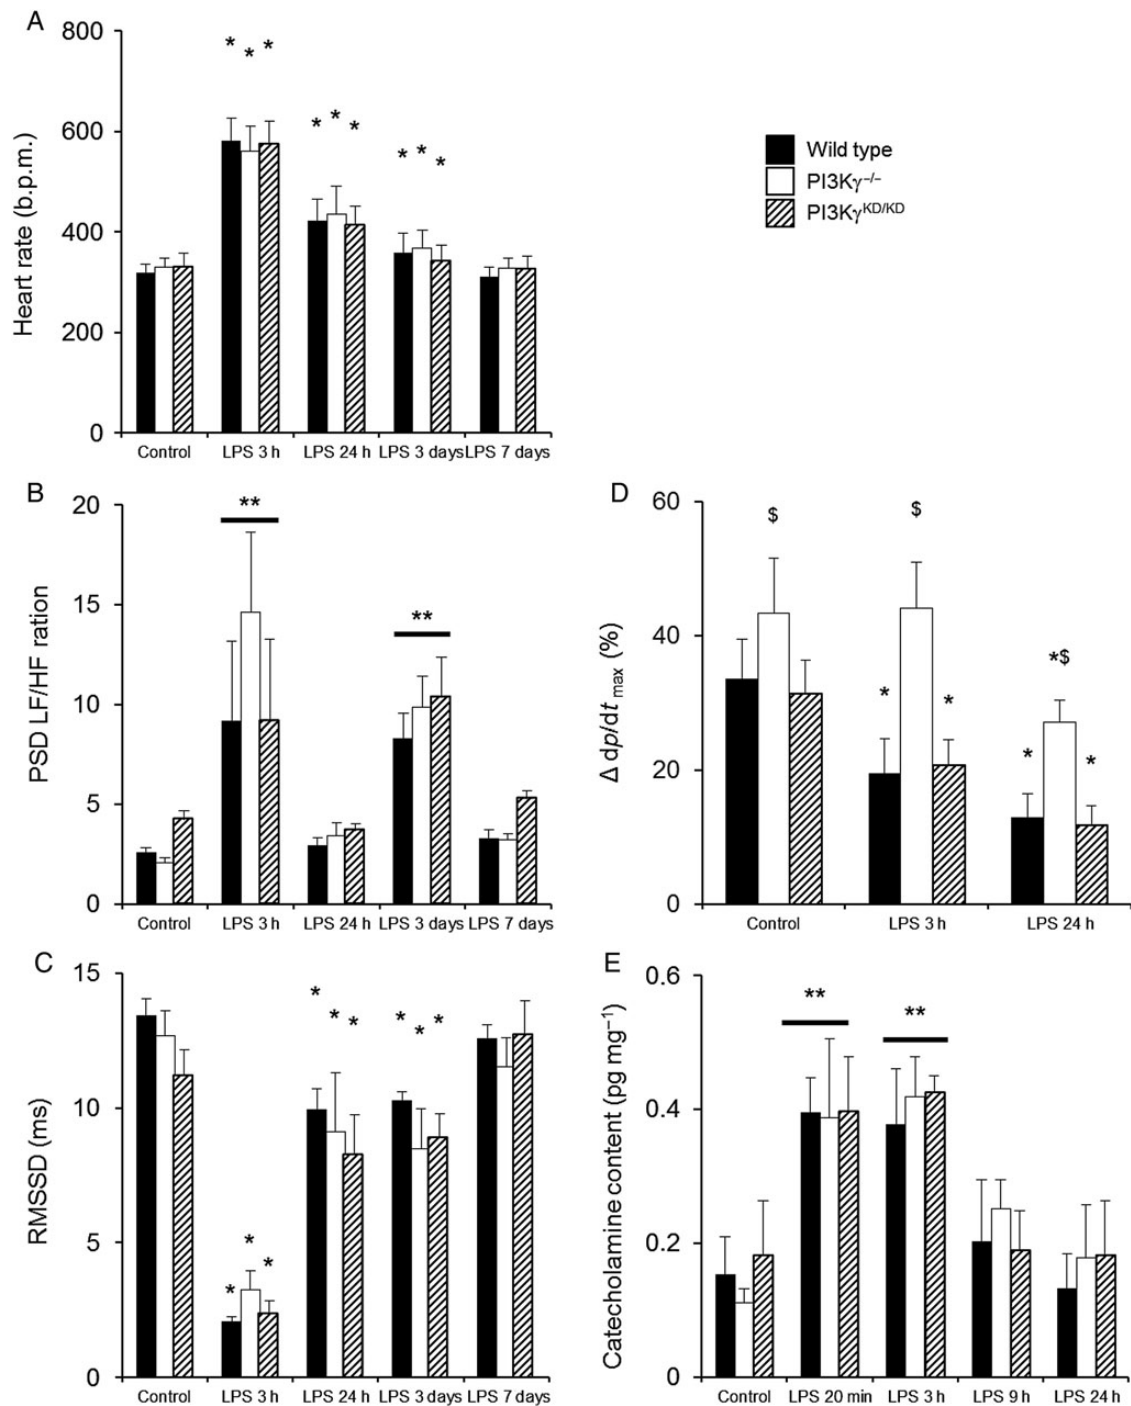 A
800
600
400
200
0
Heart rate (b.p.m.)
* * *
* * *
* * *
Control LPS 3 h LPS 24 h LPS 3 days LPS 7 days
Wild type
PI3Kγ–/–
PI3KγKD/KD
B
20
15
10
5
0
PSD LF/HF ration
**
**
Control LPS 3 h LPS 24 h LPS 3 days LPS 7 days
C
15
10
5
0
RMSSD (ms)
* * *
* * *
* * *
Control LPS 3 h LPS 24 h LPS 3 days LPS 7 days
D
60
40
20
0
Δ dp/dt max (%)
$
* $ *
* *$ *
Control LPS 3 h LPS 24 h
E
0.6
0.4
0.2
0
Catecholamine content (pg mg–1)
**
**
Control LPS 20 min LPS 3 h LPS 9 h LPS 24 h